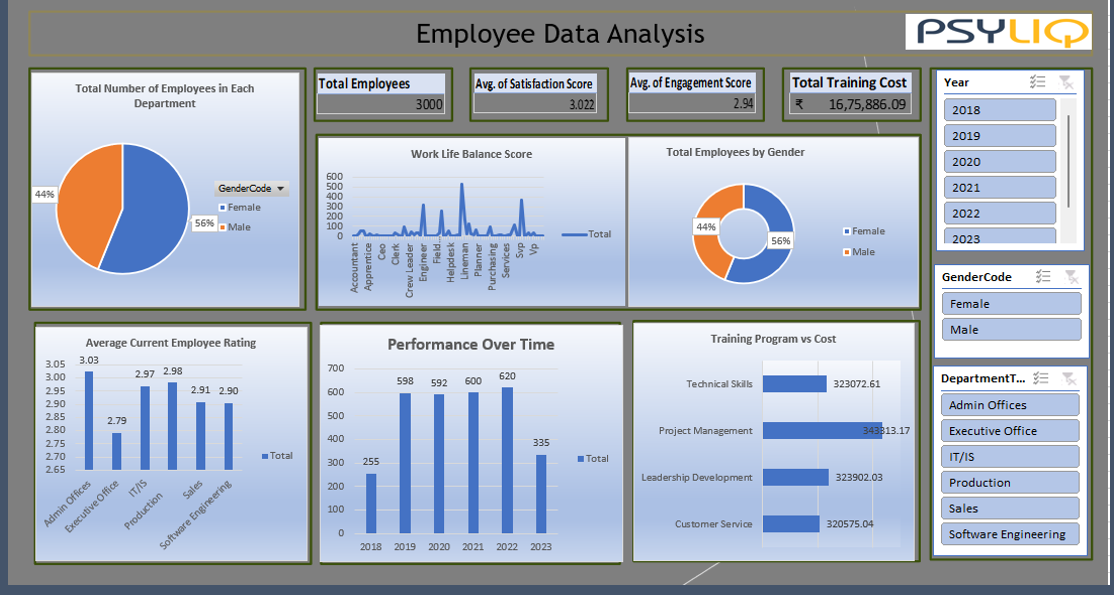 Employee Data Analysis
PSYLIQ
Total Number of Employees in Each
Department
44%
56%
GenderCode
Female
Male
Total Employees
3000
Avg. of Satisfaction Score
3.022
Avg. of Engagement Score
2.94
Total Training Cost
₹ 16,75,886.09
Work Life Balance Score
600
500
400
300
200
100
0
Accountant
Apprentice
Ceo
Clerk
Crew Leader
Engineer
Field
Helpdesk
Lineman
Planner
Purchasing
Services
Svp
Vp
Total
Total Employees by Gender
44%
56%
Female
Male
Year
2018
2019
2020
2021
2022
2023
GenderCode
Female
Male
DepartmentT...
Admin Offices
Executive Office
IT/IS
Production
Sales
Software Engineering
Average Current Employee Rating
3.05
3.00
2.95
2.90
2.85
2.80
2.75
2.70
2.65
3.03
2.79
2.97
2.98
2.91
2.90
Admin Offices
Executive Office
IT/IS
Production
Sales
Software Engineering
Total
Performance Over Time
700
600
500
400
300
200
100
0
255
598
592
600
620
335
2018
2019
2020
2021
2022
2023
Total
Training Program vs Cost
Technical Skills
323072.61
Project Management
343313.17
Leadership Development
323902.03
Customer Service
320575.04